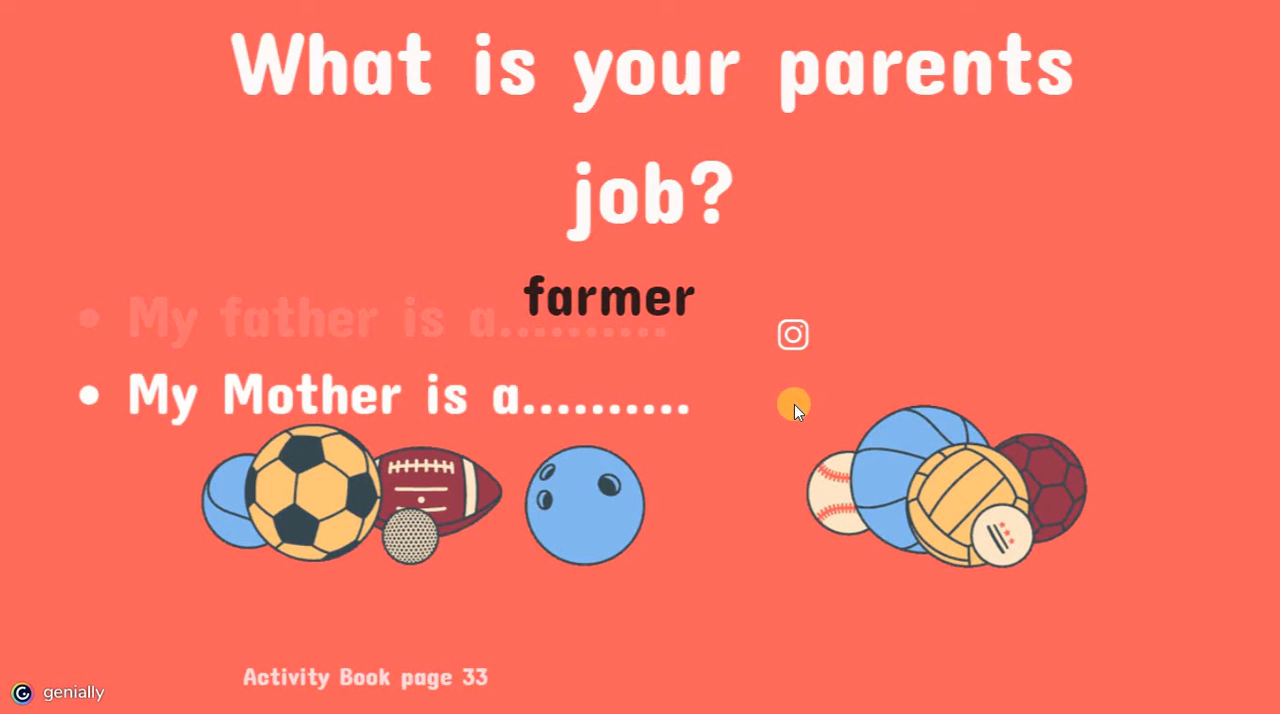 What is your parents
job?
farmer
• My father is a..........
• My Mother is a..........
Activity Book page 33
genially